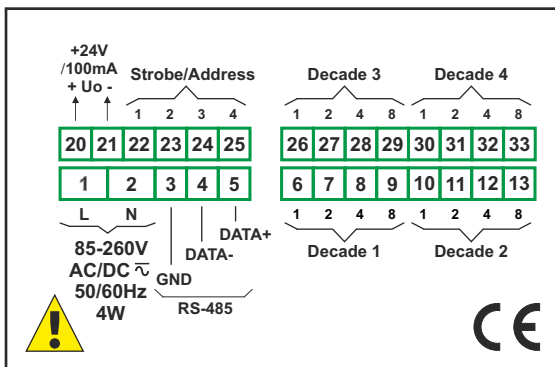 +24V
/100mA
+ Uo -
Strobe/Address
1 2 3 4
Decade 3
1 2 4 8
Decade 4
1 2 4 8
20 21 22 23 24 25
26 27 28 29 30 31 32 33
1 2 3 4 5
6 7 8 9 10 11 12 13
L N
85-260V
AC/DC
50/60Hz
4W
GND
DATA-
DATA+
RS-485
1 2 4 8
Decade 1
1 2 4 8
Decade 2
!
CE